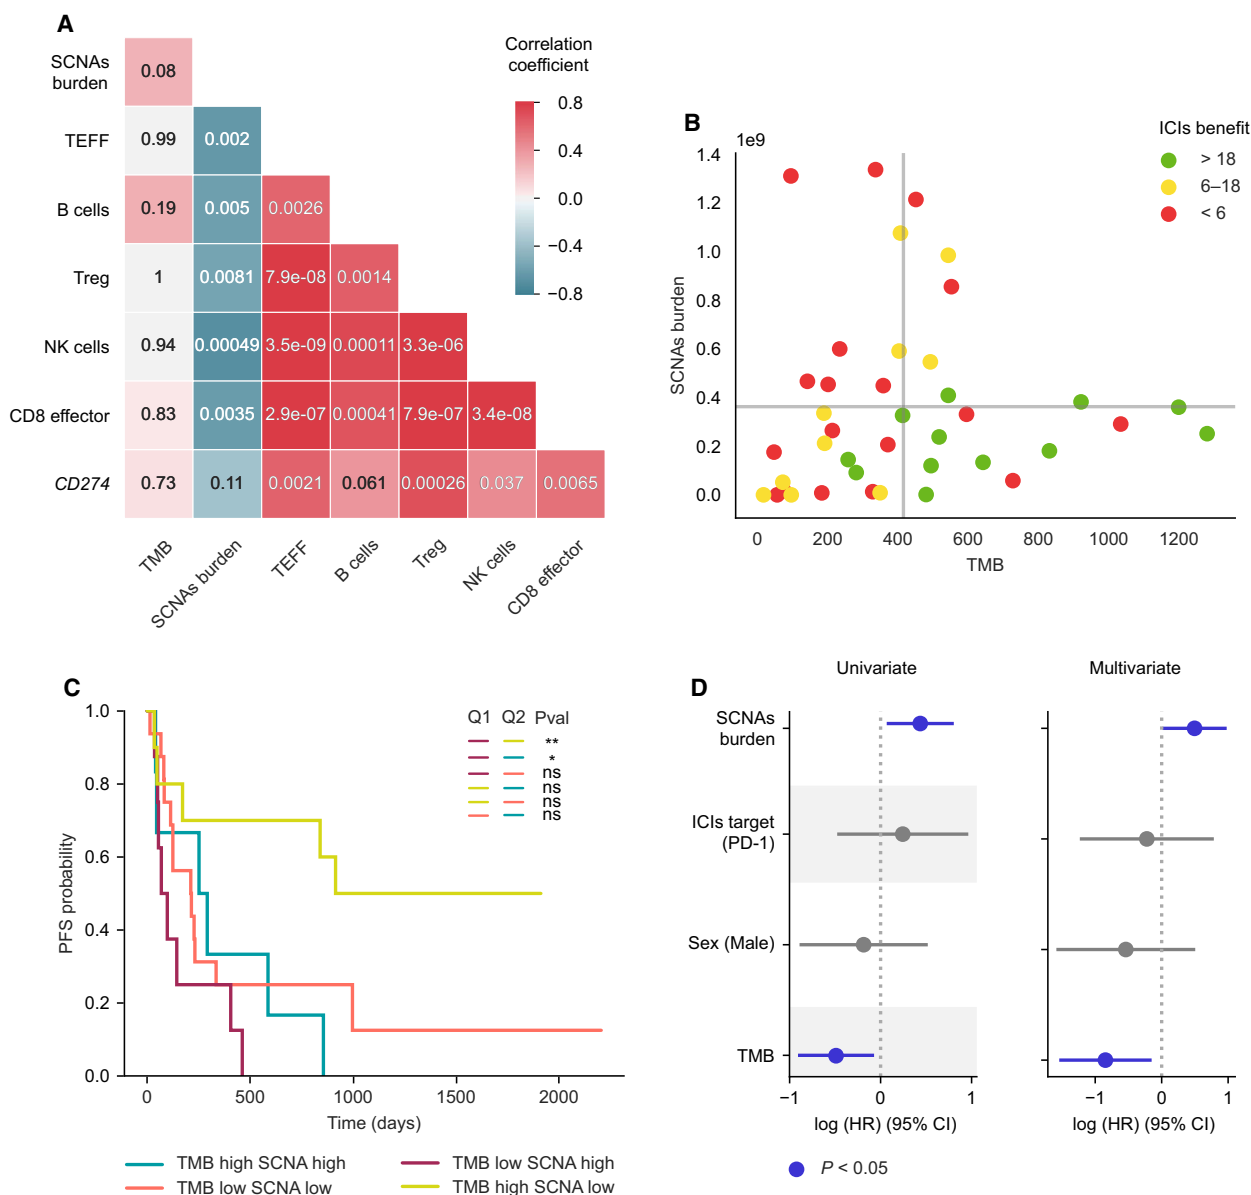 A
Correlation
coefficient
0.8
0.4
0.0
−0.4
−0.8
SCNAs
burden
0.08
TEFF
0.99 0.002
B cells
0.19 0.005 0.0026
Treg
1 0.0081 7.9e-08 0.0014
NK cells
0.94 0.00049 3.5e-09 0.00011 3.3e-06
CD8 effector
0.83 0.0035 2.9e-07 0.00041 7.9e-07 3.4e-08
CD274
0.73 0.11 0.0021 0.061 0.00026 0.037 0.0065
TMB
SCNAs burden
TEFF
B cells
Treg
NK cells
CD8 effector
B
1e9
ICIs benefit
> 18
6–18
< 6
SCNAs burden
1.4
1.2
1.0
0.8
0.6
0.4
0.2
0.0
0 200 400 600 800 1000 1200
TMB
C
Q1 Q2 Pval
**
*
ns
ns
ns
ns
PFS probability
1.0
0.8
0.6
0.4
0.2
0.0
0 500 1000 1500 2000
Time (days)
TMB high SCNA high
TMB low SCNA low
TMB low SCNA high
TMB high SCNA low
D
Univariate
Multivariate
SCNAs
burden
ICIs target
(PD-1)
Sex (Male)
TMB
−1 0 1
log (HR) (95% CI)
−1 0 1
log (HR) (95% CI)
P < 0.05